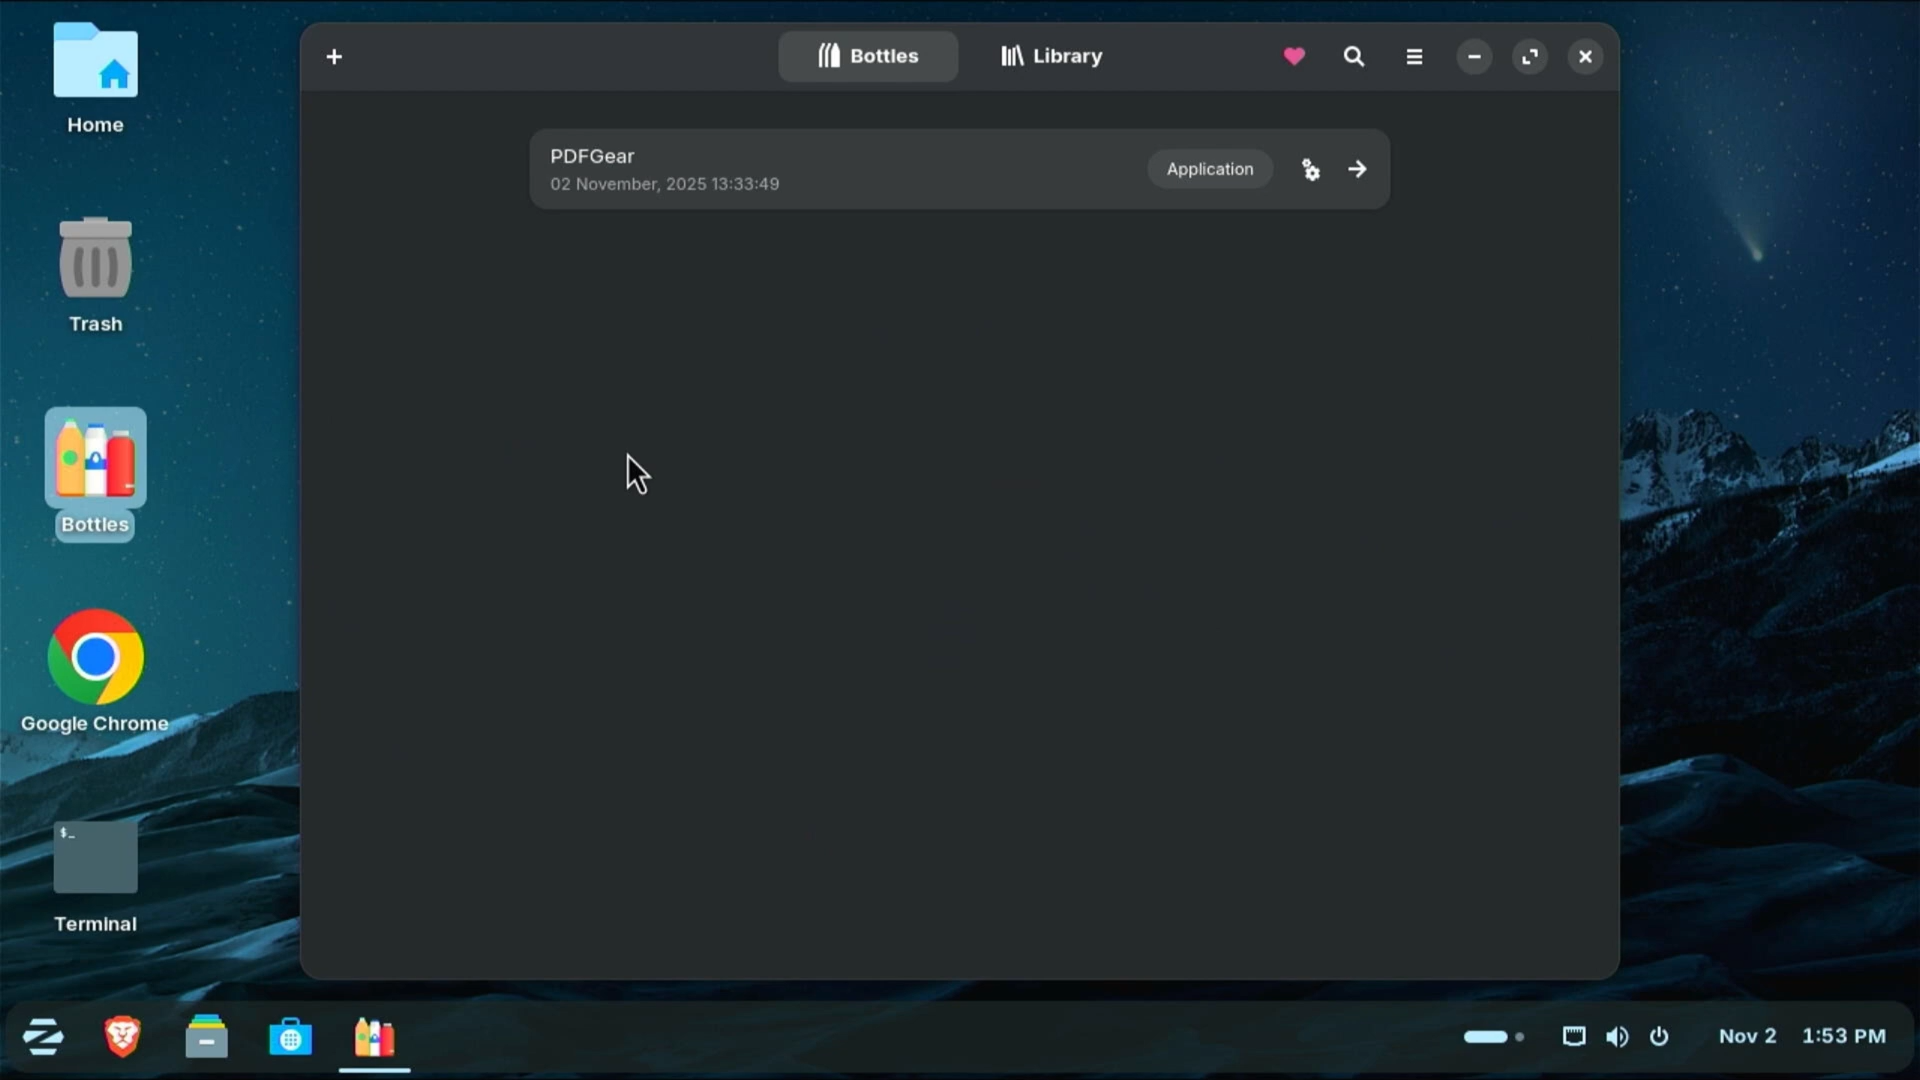 Home
Trash
Bottles
Google Chrome
$_
Terminal
Bottles
Library
PDFGear
02 November, 2025 13:33:49
Application
Nov 2 1:53 PM